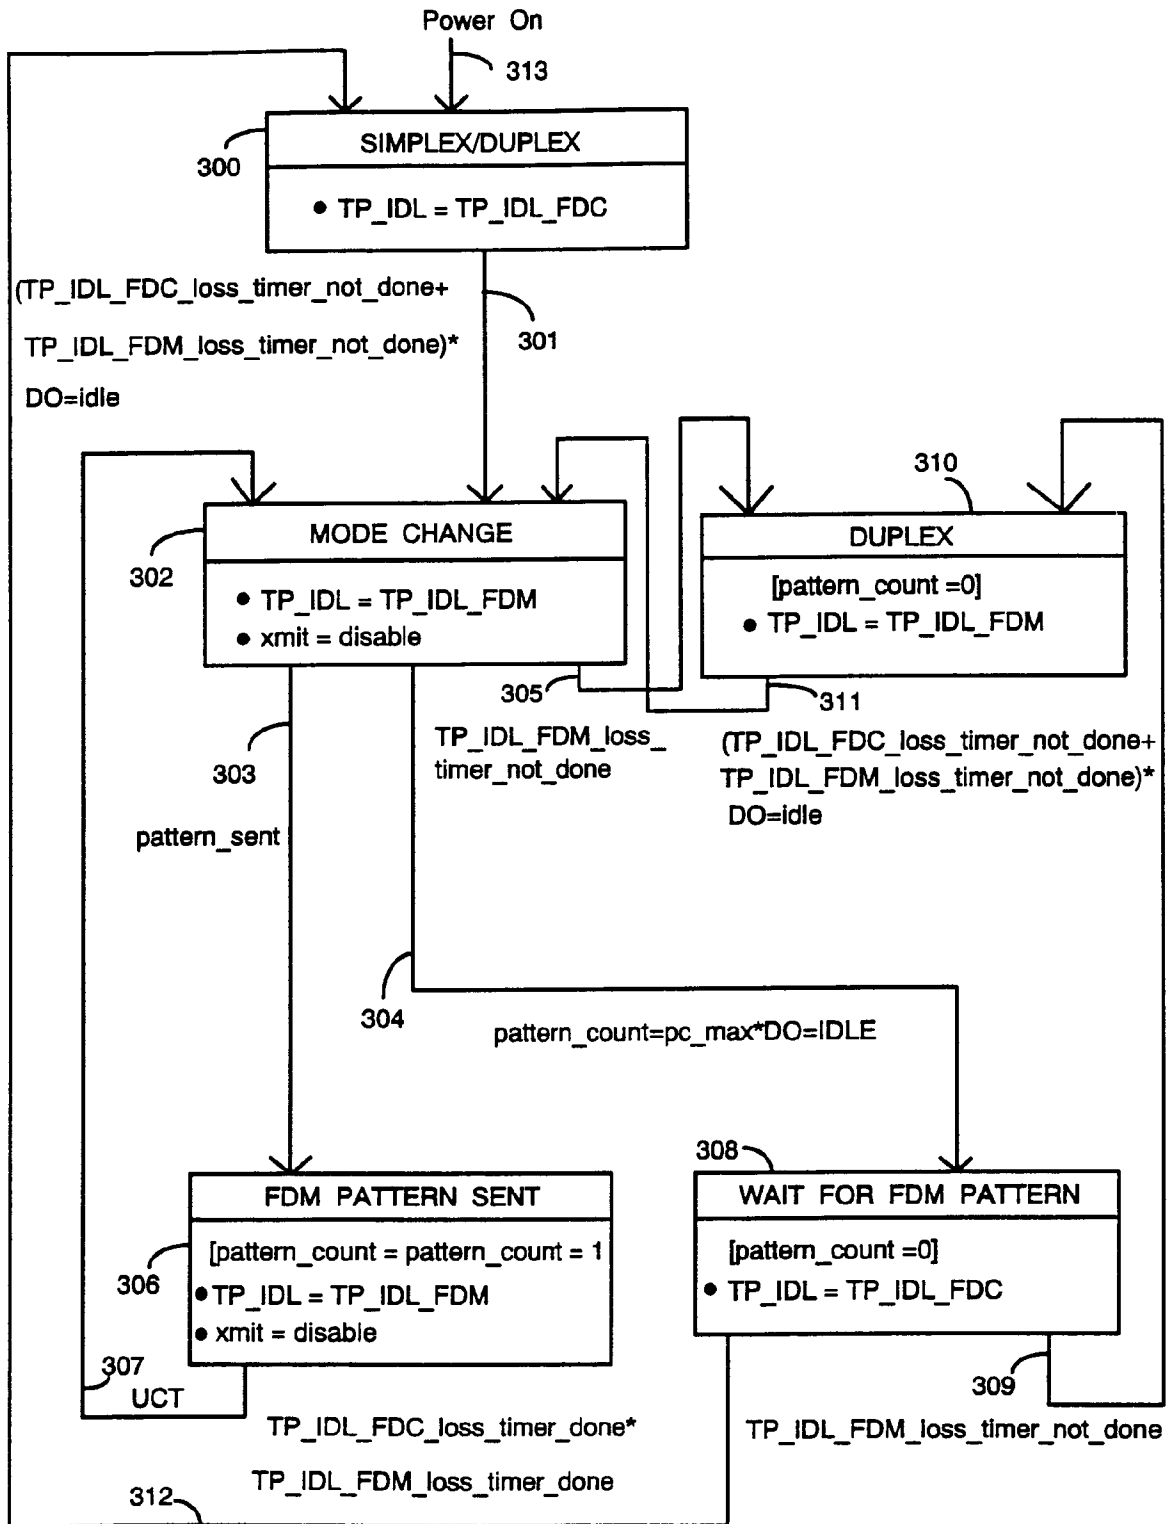 Power On
313
SIMPLEX/DUPLEX
300
• TP_IDL = TP_IDL_FDC
(TP_IDL_FDC_loss_timer_not_done+
301
TP_IDL_FDM_loss_timer_not_done)*
DO=idle
310
MODE CHANGE
DUPLEX
302
[pattern_count =0]
• TP_IDL = TP_IDL_FDM
• TP_IDL = TP_IDL_FDM
• xmit = disable
305
311
TP_IDL_FDM_loss_
timer_not_done
(TP_IDL_FDC_loss_timer_not_done+
TP_IDL_FDM_loss_timer_not_done)*
DO=idle
303
pattern_sent
304
pattern_count=pc_max*DO=IDLE
308
FDM PATTERN SENT
WAIT FOR FDM PATTERN
[pattern_count = pattern_count = 1
306
• TP_IDL = TP_IDL_FDM
• xmit = disable
[pattern_count =0]
• TP_IDL = TP_IDL_FDC
307
UCT
309
TP_IDL_FDC_loss_timer_done*
TP_IDL_FDM_loss_timer_done
TP_IDL_FDM_loss_timer_not_done
312